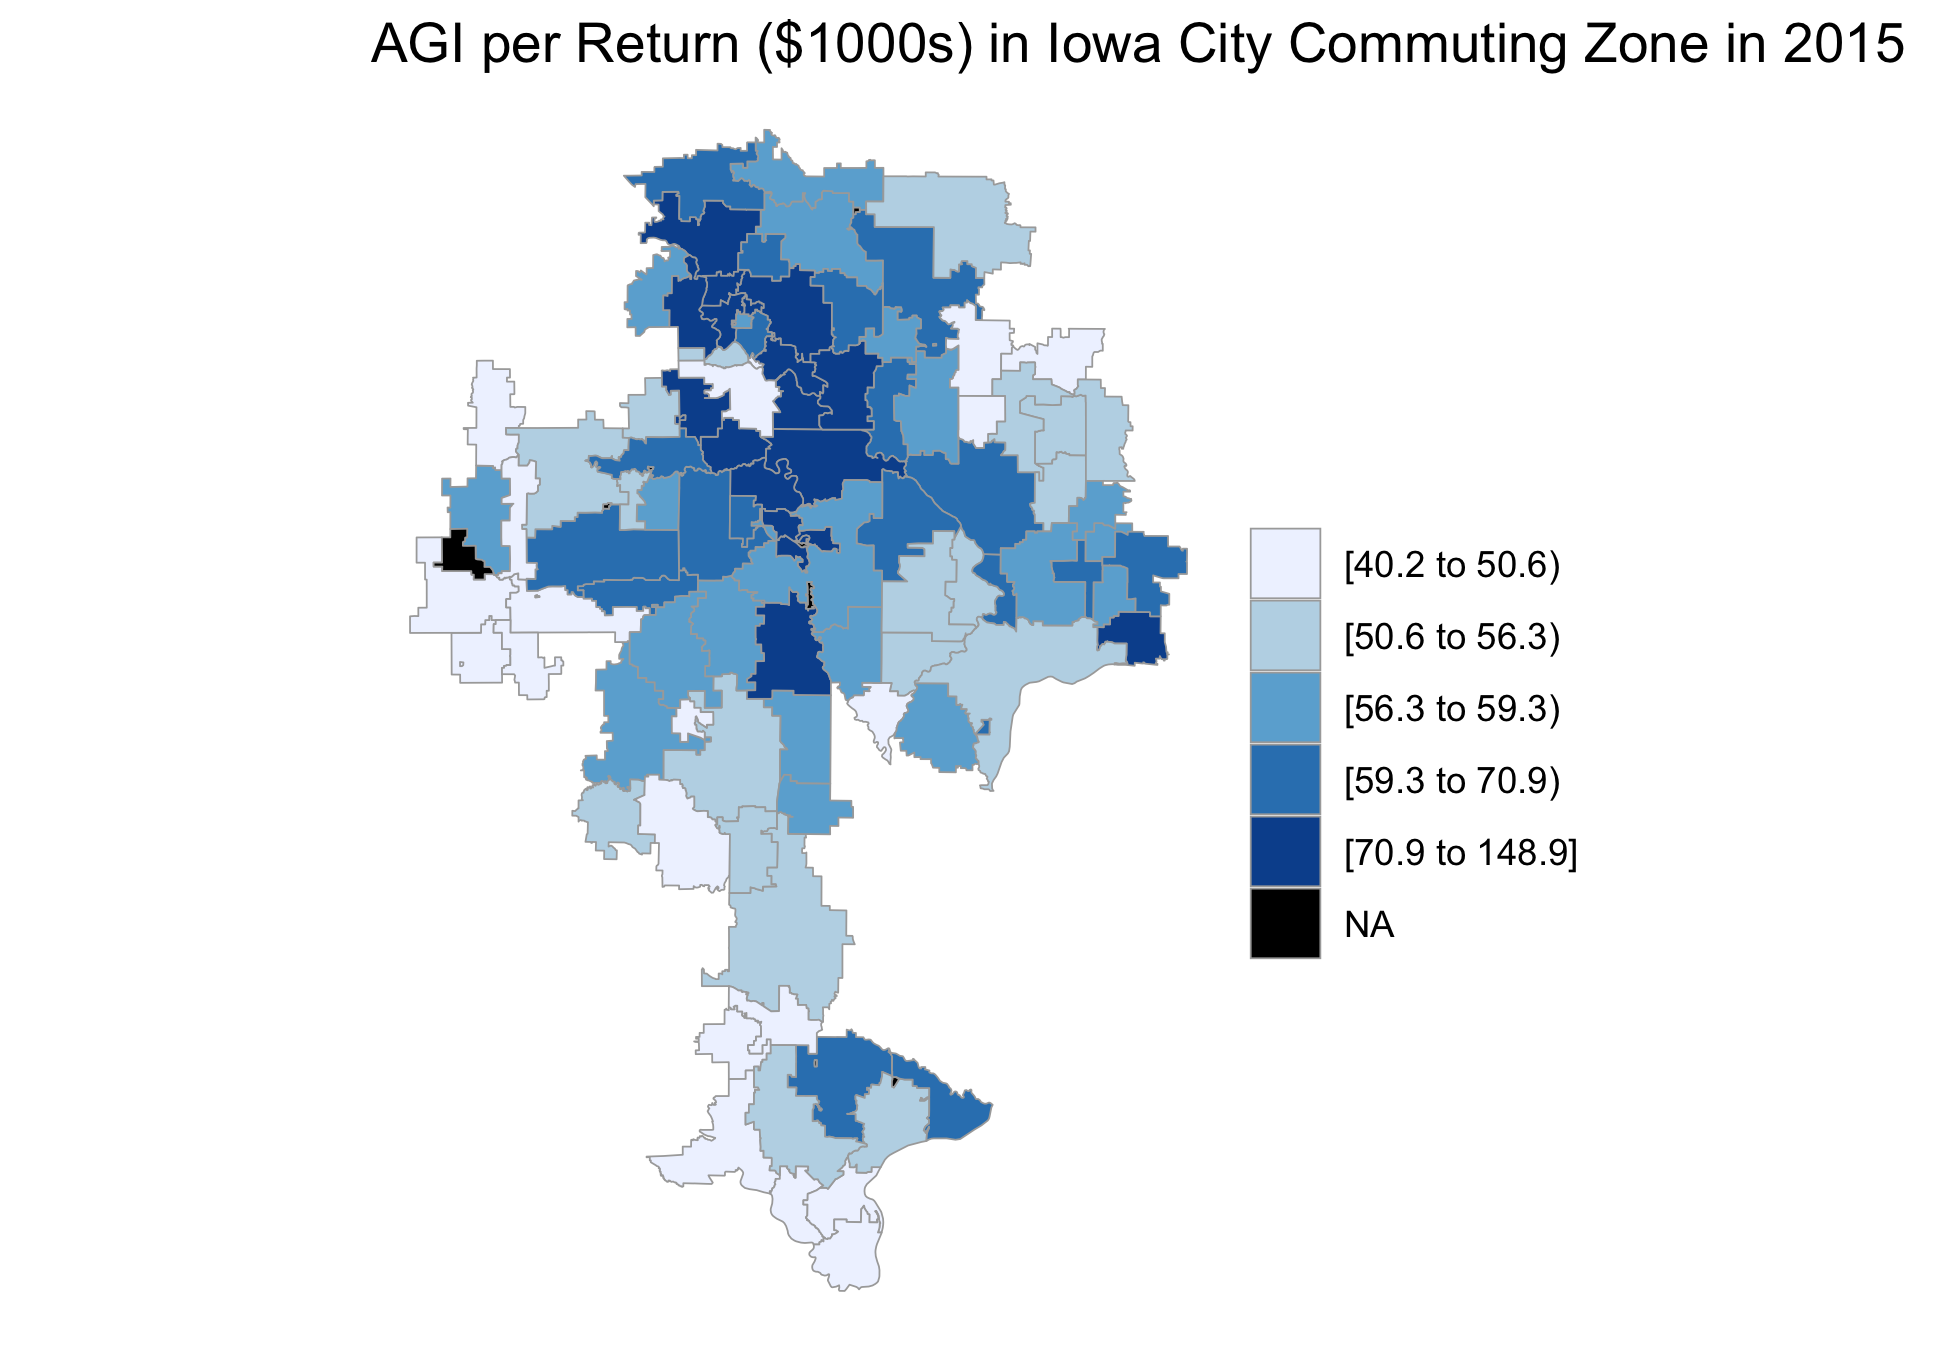 AGI per Return ($1000s) in Iowa City Commuting Zone in 2015
[40.2 to 50.6)
[50.6 to 56.3)
[56.3 to 59.3)
[59.3 to 70.9)
[70.9 to 148.9]
NA